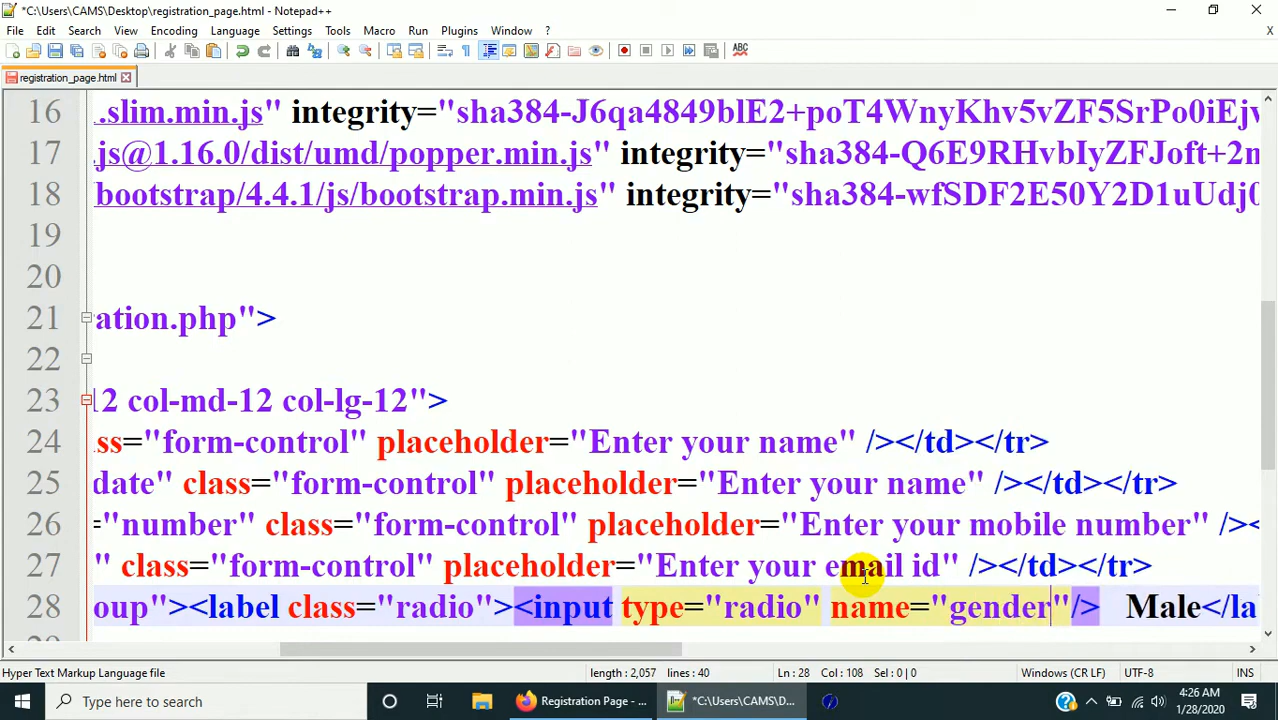 *C:\Users\CAMS\Desktop\registration_page.html - Notepad++
File Edit Search View Encoding Language Settings Tools Macro Run Plugins Window ? X
registration_page.html
16 .slim.min.js" integrity="sha384-J6qa4849blE2+poT4WnyKhv5vZF5SrPo0iEjv
17 .js@1.16.0/dist/umd/popper.min.js" integrity="sha384-Q6E9RHvbIyZFJoft+2m
18 /bootstrap/4.4.1/js/bootstrap.min.js" integrity="sha384-wfSDF2E50Y2D1uUdj0
19
20
21 ation.php">
22
23 12 col-md-12 col-lg-12">
24 ss="form-control" placeholder="Enter your name" /></td></tr>
25 date" class="form-control" placeholder="Enter your name" /></td></tr>
26 ="number" class="form-control" placeholder="Enter your mobile number" /><
27 " class="form-control" placeholder="Enter your email id" /></td></tr>
28 oup"><label class="radio"><input type="radio" name="gender"/> Male</la
Hyper Text Markup Language file length : 2,057 lines : 40 Ln : 28 Col : 108 Sel : 0 | 0 Windows (CR LF) UTF-8 INS
Type here to search Registration Page - ... *C:\Users\CAMS\D... 4:26 AM
1/28/2020